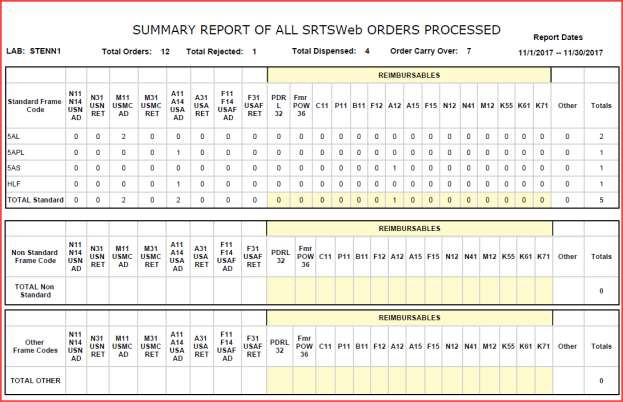 SUMMARY REPORT OF ALL SRTSWeb ORDERS PROCESSED
Report Dates
LAB: STENN1 Total Orders: 12 Total Rejected: 1 Total Dispensed: 4 Order Carry Over: 7 11/1/2017 -- 11/30/2017
REIMBURSABLES
Standard Frame Code N11 N14 USN AD N31 USN RET M11 USMC AD M31 USMC RET A11 A14 USA AD A31 USA RET F11 F14 USAF AD F31 USAF RET PDR L 32 Fmr POW 36 C11 P11 B11 F12 A12 A15 F15 N12 N41 M12 K55 K61 K71 Other Totals
5AL 0 0 2 0 0 0 0 0 0 0 0 0 0 0 0 0 0 0 0 0 0 0 0 0 2
5APL 0 0 0 0 1 0 0 0 0 0 0 0 0 0 0 0 0 0 0 0 0 0 0 0 1
5AS 0 0 0 0 0 0 0 0 0 0 0 0 0 0 1 0 0 0 0 0 0 0 0 0 1
HLF 0 0 0 0 1 0 0 0 0 0 0 0 0 0 0 0 0 0 0 0 0 0 0 0 1
TOTAL Standard 0 0 2 0 2 0 0 0 0 0 0 0 0 0 1 0 0 0 0 0 0 0 0 0 5
REIMBURSABLES
Non Standard Frame Code N11 N14 USN AD N31 USN RET M11 USMC AD M31 USMC RET A11 A14 USA AD A31 USA RET F11 F14 USAF AD F31 USAF RET PDRL 32 Fmr POW 36 C11 P11 B11 F12 A12 A15 F15 N12 N41 M12 K55 K61 K71 Other Totals
TOTAL Non Standard 0
REIMBURSABLES
Other Frame Codes N11 N14 USN AD N31 USN RET M11 USMC AD M31 USMC RET A11 A14 USA AD A31 USA RET F11 F14 USAF AD F31 USAF RET PDRL 32 Fmr POW 36 C11 P11 B11 F12 A12 A15 F15 N12 N41 M12 K55 K61 K71 Other Totals
TOTAL OTHER 0